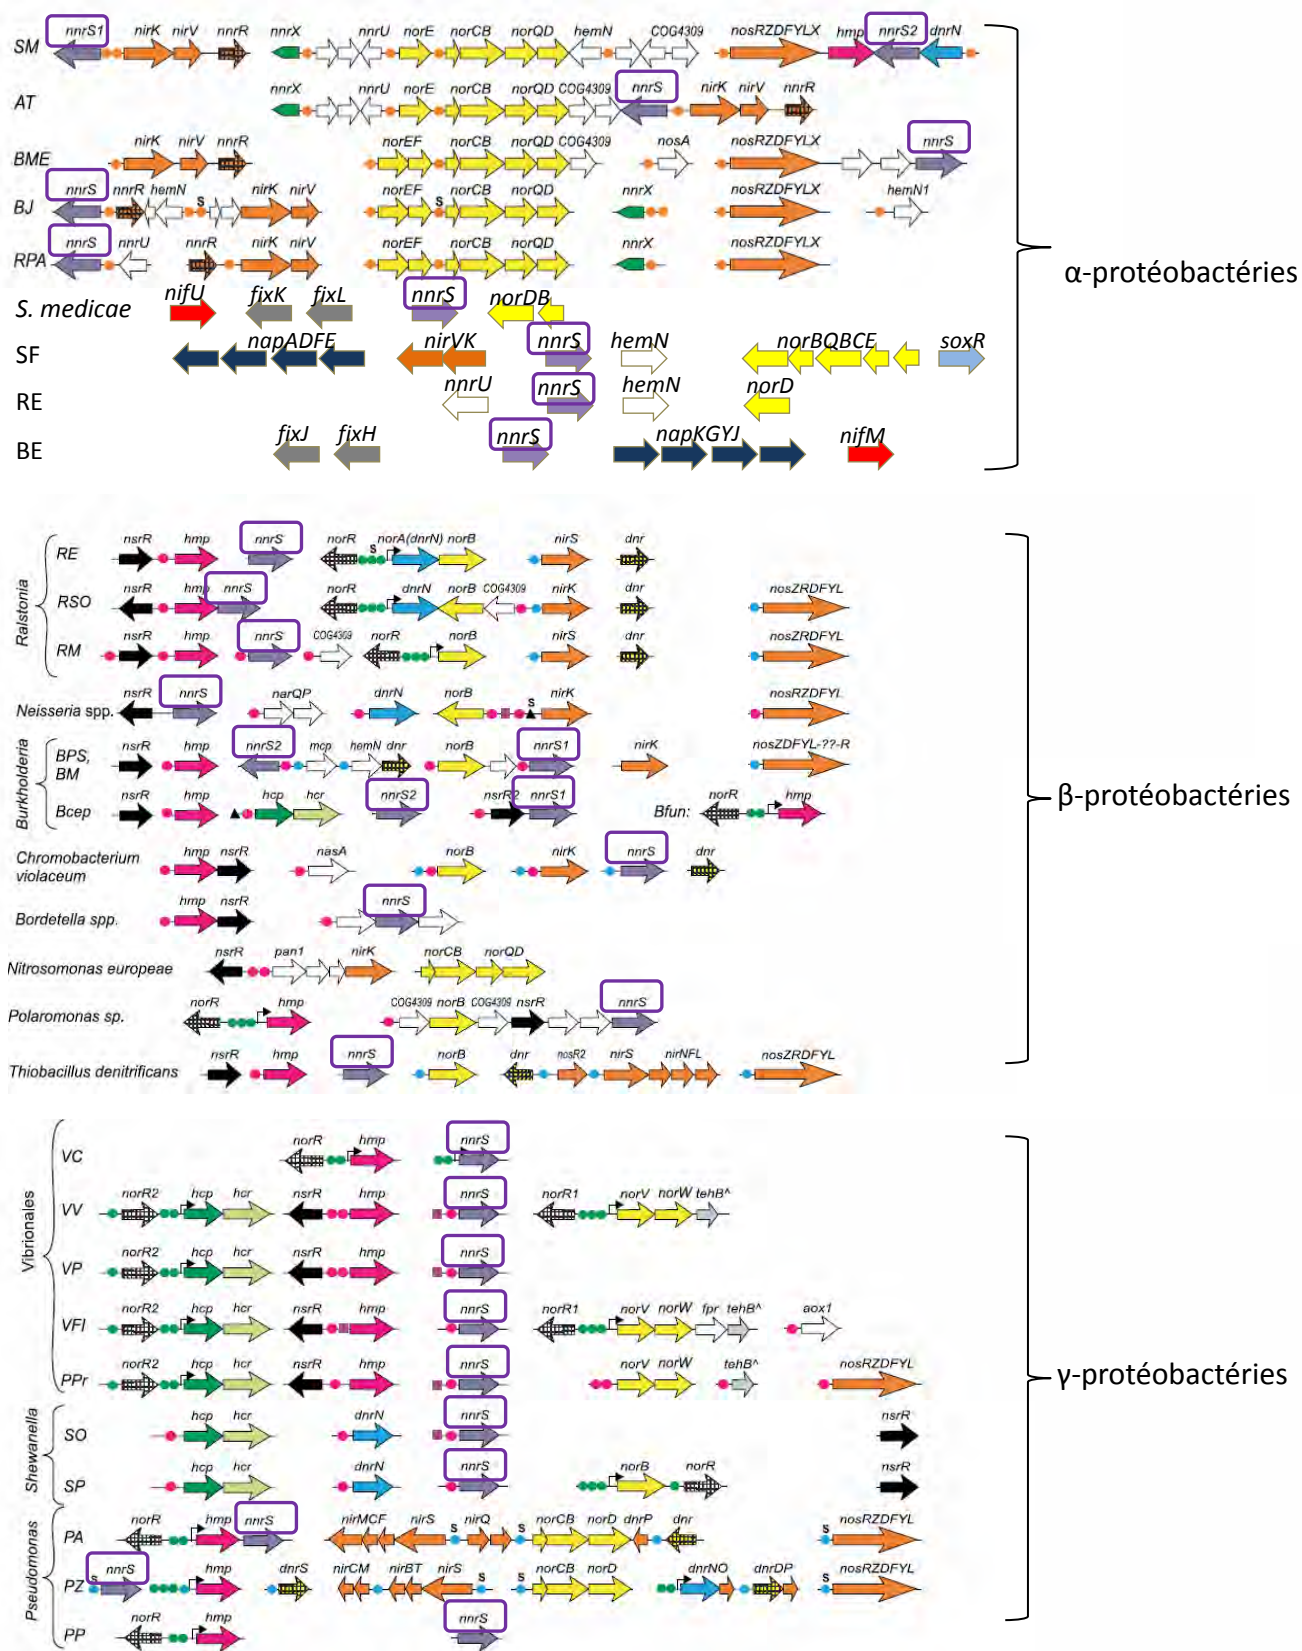 nnrS1 nirK nirV nnrR nnrX nnrU norE norCB norQD hemN COG4309 nosRZDFYLX hmp nnrS2 dnrN
SM
nnrX nnrU norE norCB norQD COG4309 nnrS nirK nirV nnrR
AT
nirK nirV nnrR norEF norCB norQD COG4309 nosA nosRZDFYLX nnrS
BME
nnrS nnrR hemN S nirK nirV norEF S norCB norQD nnrX nosRZDFYLX hemN1
BJ
nnrS nnrU nnrR nirK nirV norEF norCB norQD nnrX nosRZDFYLX
RPA
α-protéobactéries
S. medicae nifU fixK fixL nnrS norDB
SF napADFE nirVK nnrS hemN norBQBCE soxR
RE nnrU nnrS hemN norD
BE fixJ fixH nnrS napKGYJ nifM
Ralstonia
nsrR hmp nnrS norR S norA(dnrN) norB nirS dnr
RE
nsrR hmp nnrS norR dnrN norB COG4309 nirK dnr nosZRDFYL
RSO
nsrR hmp nnrS COG4309 norR norB nirS dnr nosZRDFYL
RM
nsrR nnrS narQP dnrN norB S nirK nosRZDFYL
Neisseria spp.
β-protéobactéries
Burkholderia
nsrR hmp nnrS2 mcp hemN dnr norB nnrS1 nirK nosZDFYL-??-R
BPS,
BM
nsrR hmp hcp hcr nnrS2 nsrR2 nnrS1 norR hmp
Bcep Bfun:
hmp nsrR nasA norB nirK nnrS dnr
Chromobacterium
violaceum
hmp nsrR nnrS
Bordetella spp.
nsrR pan1 nirK norCB norQD
Nitrosomonas europeae
norR hmp COG4309 norB COG4309 nsrR nnrS
Polaromonas sp.
nsrR hmp nnrS norB dnr nosR2 nirS nirNFL nosZRDFYL
Thiobacillus denitrificans
Vibrionales
norR hmp nnrS
VC
norR2 hcp hcr nsrR hmp nnrS norR1 norV norW tehB^
VV
norR2 hcp hcr nsrR hmp nnrS
VP
norR2 hcp hcr nsrR hmp nnrS norR1 norV norW fpr tehB^ aox1
VFI
norR2 hcp hcr nsrR hmp nnrS norV norW tehB^ nosRZDFYL
PPr
γ-protéobactéries
Shewanella
hcp hcr dnrN nnrS nsrR
SO
hcp hcr dnrN nnrS norB norR nsrR
SP
Pseudomonas
norR hmp nnrS nirMCF nirS S nirQ S norCB norD dnrP dnr S nosRZDFYL
PA
S nnrS hmp dnrS nirCM nirBT nirS S S norCB norD dnrNO dnrDP S nosRZDFYL
PZ
norR hmp nnrS
PP